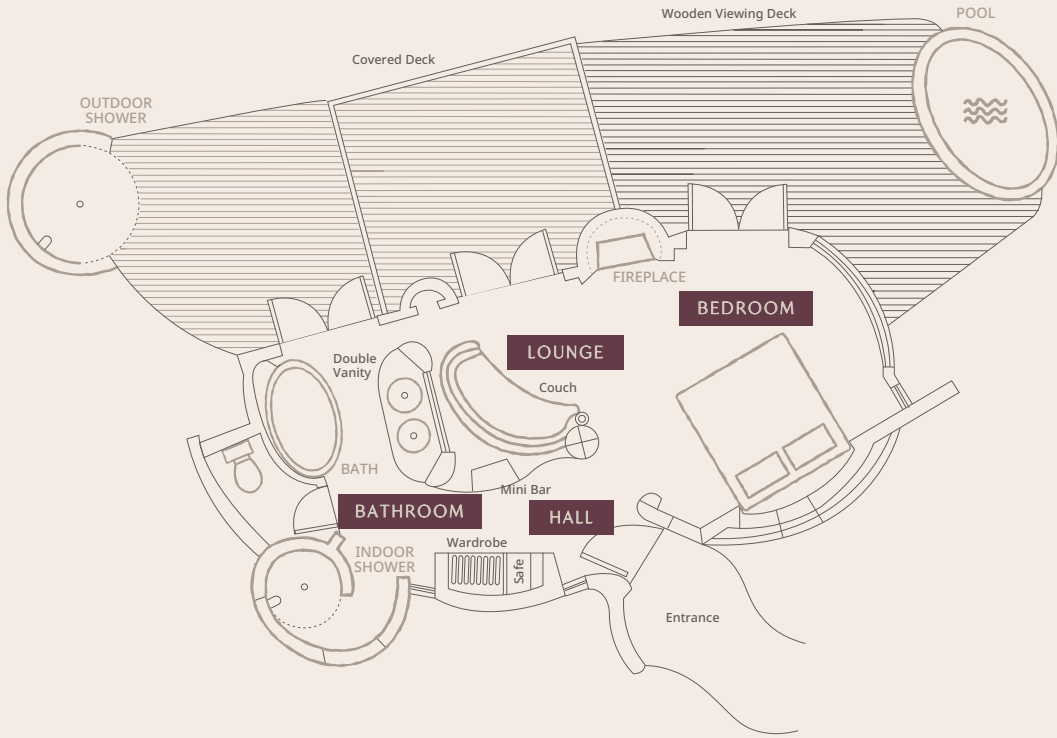 Wooden Viewing Deck
POOL
Covered Deck
OUTDOOR
SHOWER
FIREPLACE
BEDROOM
LOUNGE
Double
Vanity
Couch
BATH
Mini Bar
BATHROOM
HALL
Wardrobe
INDOOR
SHOWER
Safe
Entrance